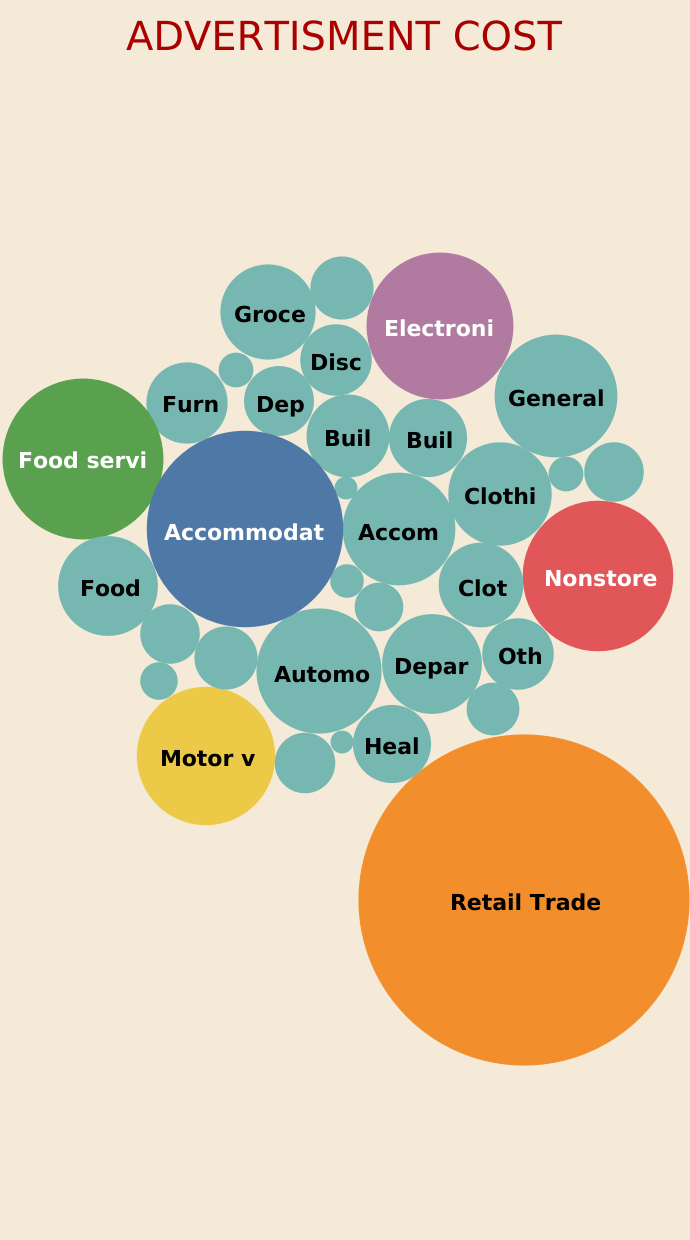 ADVERTISMENT COST
Groce
Electroni
Disc
General
Furn
Dep
Buil
Buil
Food servi
Clothi
Accommodat
Accom
Nonstore
Food
Clot
Oth
Depar
Automo
Heal
Motor v
Retail Trade